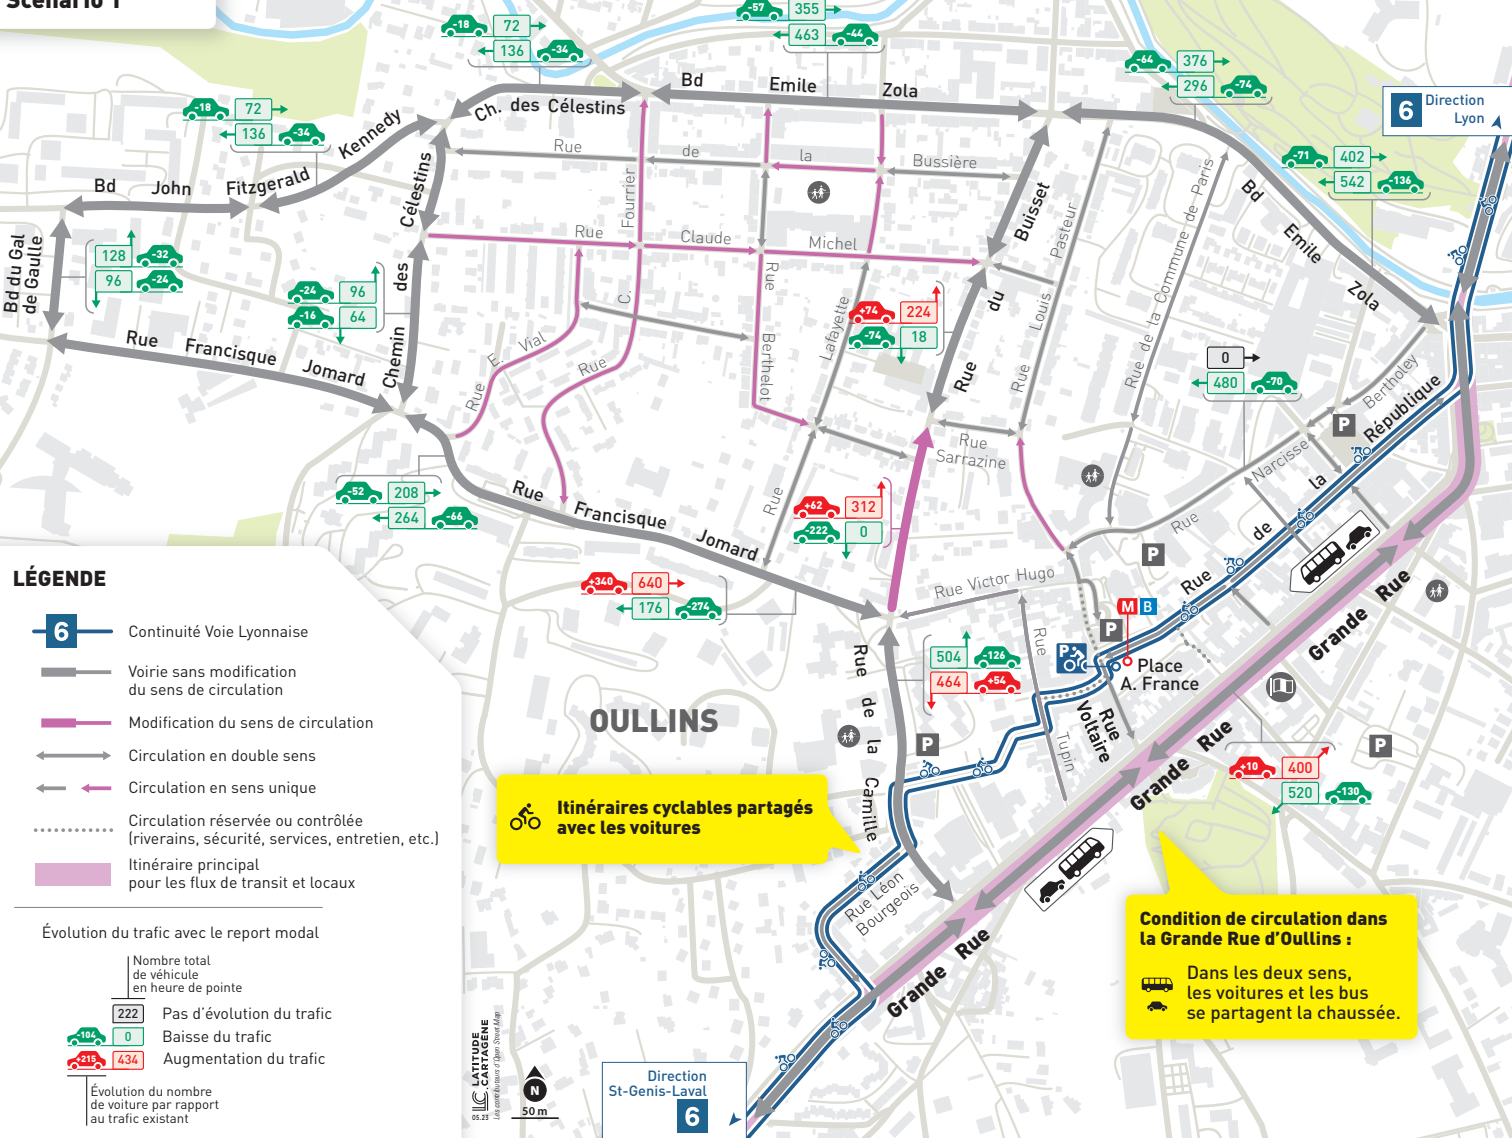 Scénario 1
-18 72
136 -34
-57 355
463 -44
-64 376
296 -74
6 Direction
Lyon
-18 72
136 -34
-71 402
542 -136
Bd John Fitzgerald Kennedy
Ch. des Célestins
Bd Emile Zola
Bd Emile Zola
Rue de la Bussière
Chemin des Célestins
Bd du Gal
de Gaulle
128 -32
96 -24
-24 96
-16 64
Rue C. Fourrier
Rue Claude Michel
Rue Berthelot
Rue Lafayette
Rue du Buisset
Rue Louis Pasteur
Rue de la Commune de Paris
+74 224
-74 18
0
480 -70
Rue Francisque Jomard
Rue E. Vial
Rue Narcisse Bertholey
P
Rue de la République
Rue
Sarrazine
-52 208
264 -66
Rue Francisque Jomard
+62 312
-222 0
P
+340 640
176 -274
Rue Victor Hugo
M B
P
P
Place
A. France
Rue
Voltaire
Rue Tupin
504 -126
464 +54
Rue de la Camille
P
OULLINS
Grande Rue
Grande Rue
P
+10 400
520 -130
Itinéraires cyclables partagés
avec les voitures
Rue Léon
Bourgeois
Grande Rue
Condition de circulation dans
la Grande Rue d'Oullins :
Dans les deux sens,
les voitures et les bus
se partagent la chaussée.
Direction
St-Genis-Laval
6
LÉGENDE
6 Continuité Voie Lyonnaise
Voirie sans modification
du sens de circulation
Modification du sens de circulation
Circulation en double sens
Circulation en sens unique
Circulation réservée ou contrôlée
(riverains, sécurité, services, entretien, etc.)
Itinéraire principal
pour les flux de transit et locaux
Évolution du trafic avec le report modal
Nombre total
de véhicule
en heure de pointe
222 Pas d'évolution du trafic
-104 0 Baisse du trafic
+215 434 Augmentation du trafic
Évolution du nombre
de voiture par rapport
au trafic existant
LC LATITUDE
.CARTAGÈNE
05.23
Les contributeurs d'Open Street Map
N
50 m